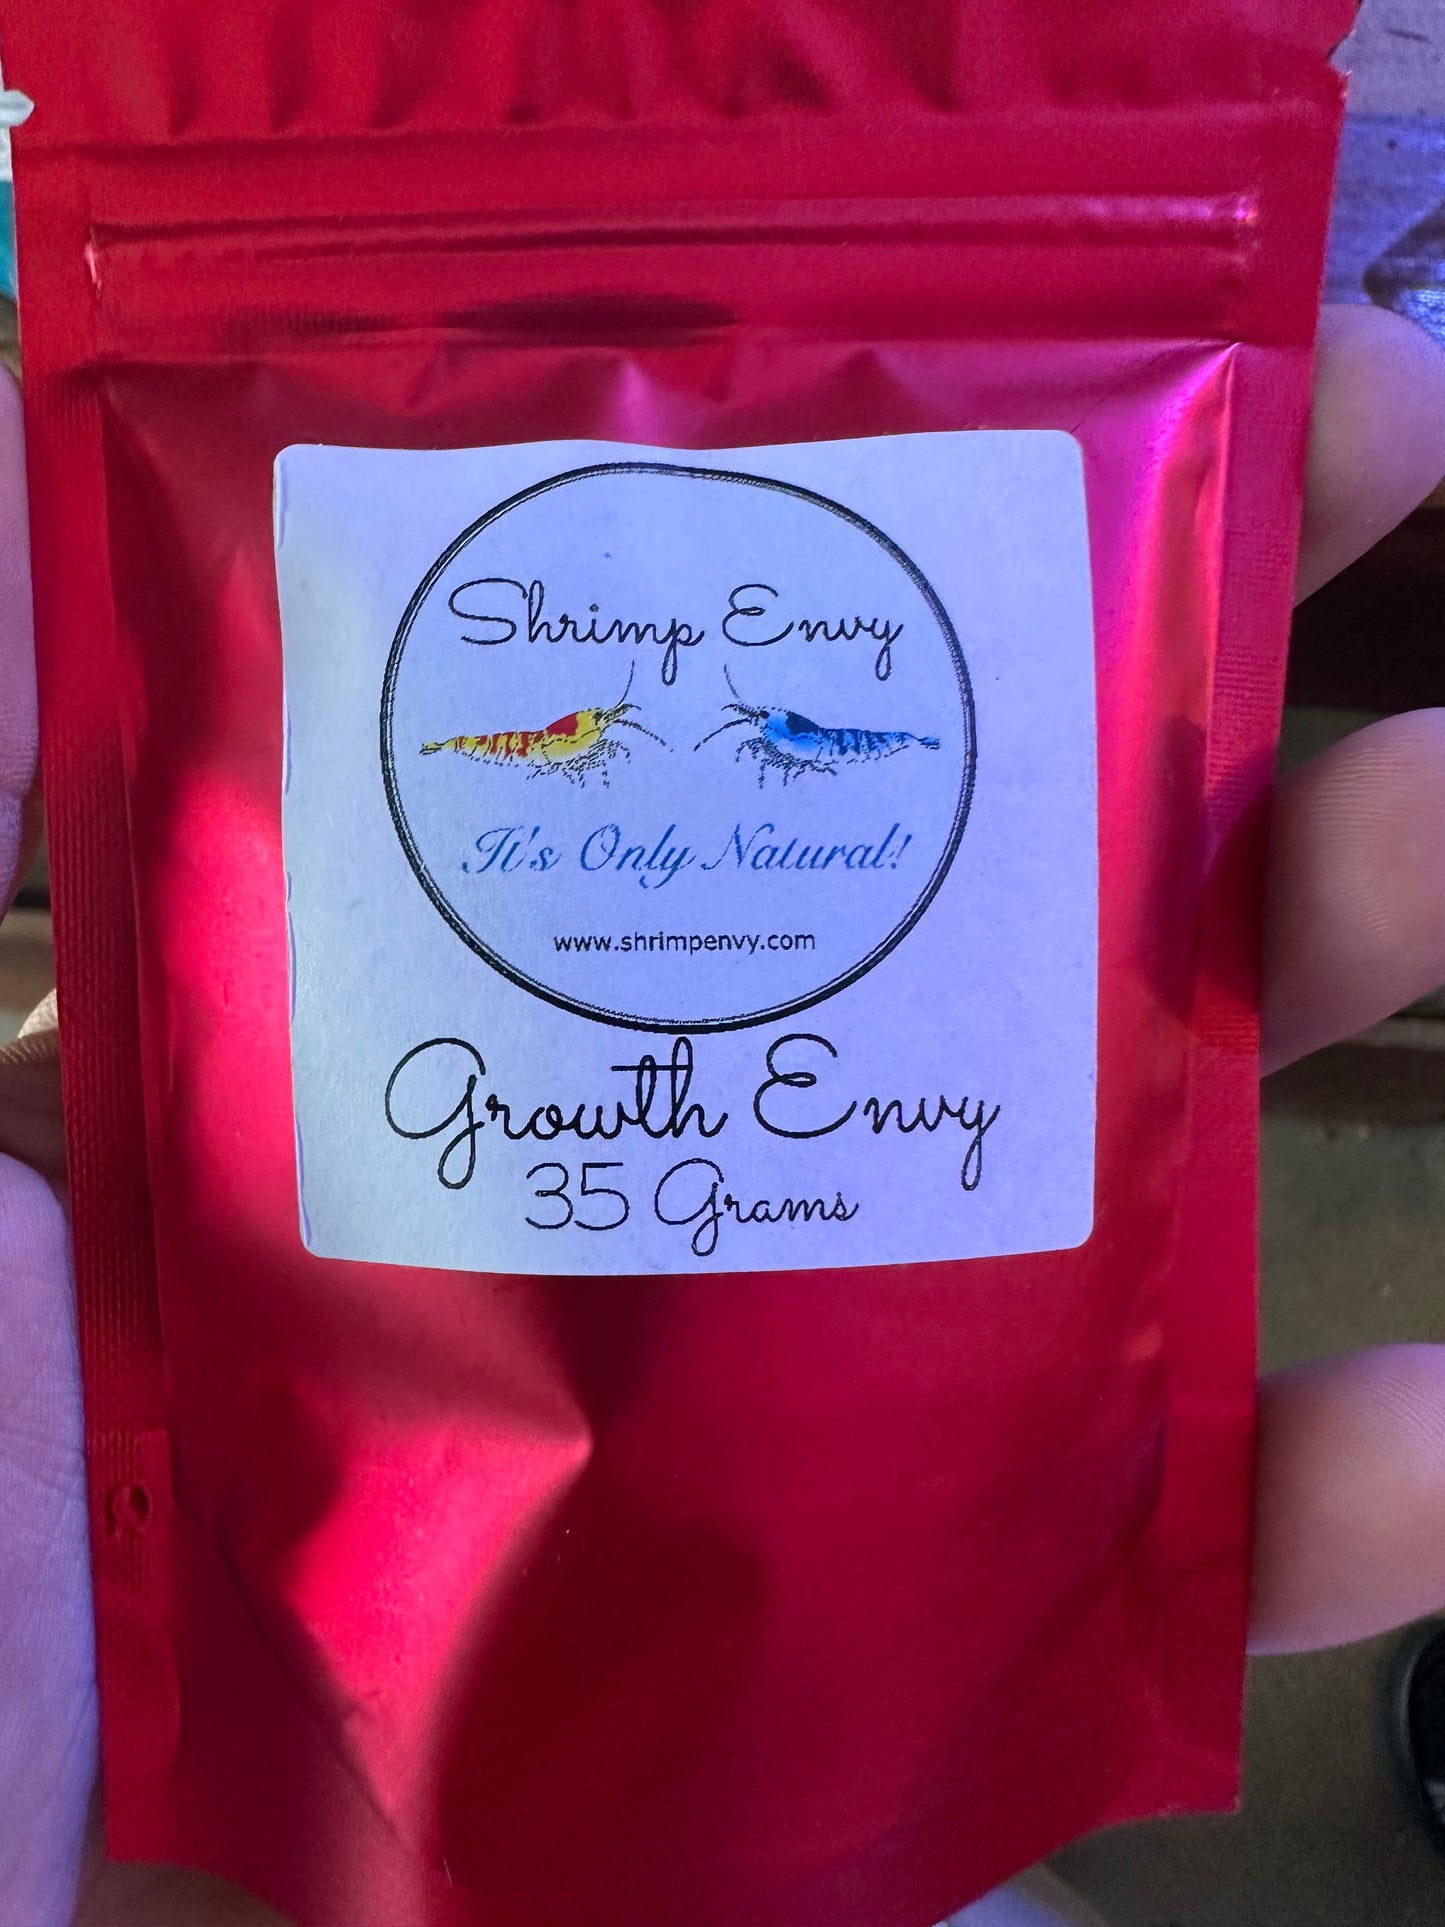 Shrimp Envy
It's Only Natural!
www.shrimpenvy.com
Growth Envy
35 Grams